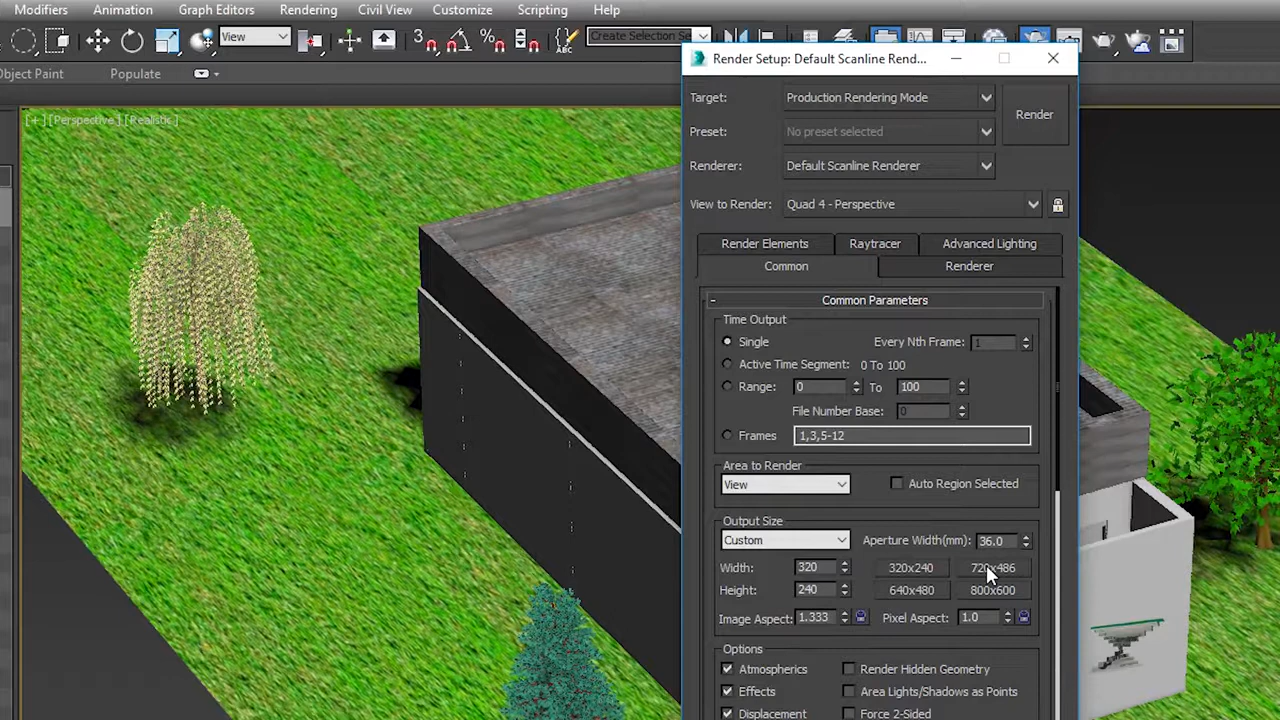 Modifiers Animation Graph Editors Rendering Civil View Customize Scripting Help
View 3 % ABC Create Selection Se
Object Paint Populate
[+] [Perspective] [Realistic]
Render Setup: Default Scanline Rend...
Target: Production Rendering Mode Render
Preset: No preset selected
Renderer: Default Scanline Renderer
View to Render: Quad 4 - Perspective
Render Elements Raytracer Advanced Lighting
Common Renderer
- Common Parameters
Time Output
Single Every Nth Frame: 1
Active Time Segment: 0 To 100
Range: 0 To 100
File Number Base: 0
Frames 1,3,5-12
Area to Render
View Auto Region Selected
Output Size
Custom Aperture Width(mm): 36.0
Width: 320 320x240 720x486
Height: 240 640x480 800x600
Image Aspect: 1.333 Pixel Aspect: 1.0
Options
Atmospherics Render Hidden Geometry
Effects Area Lights/Shadows as Points
Displacement Force 2-Sided